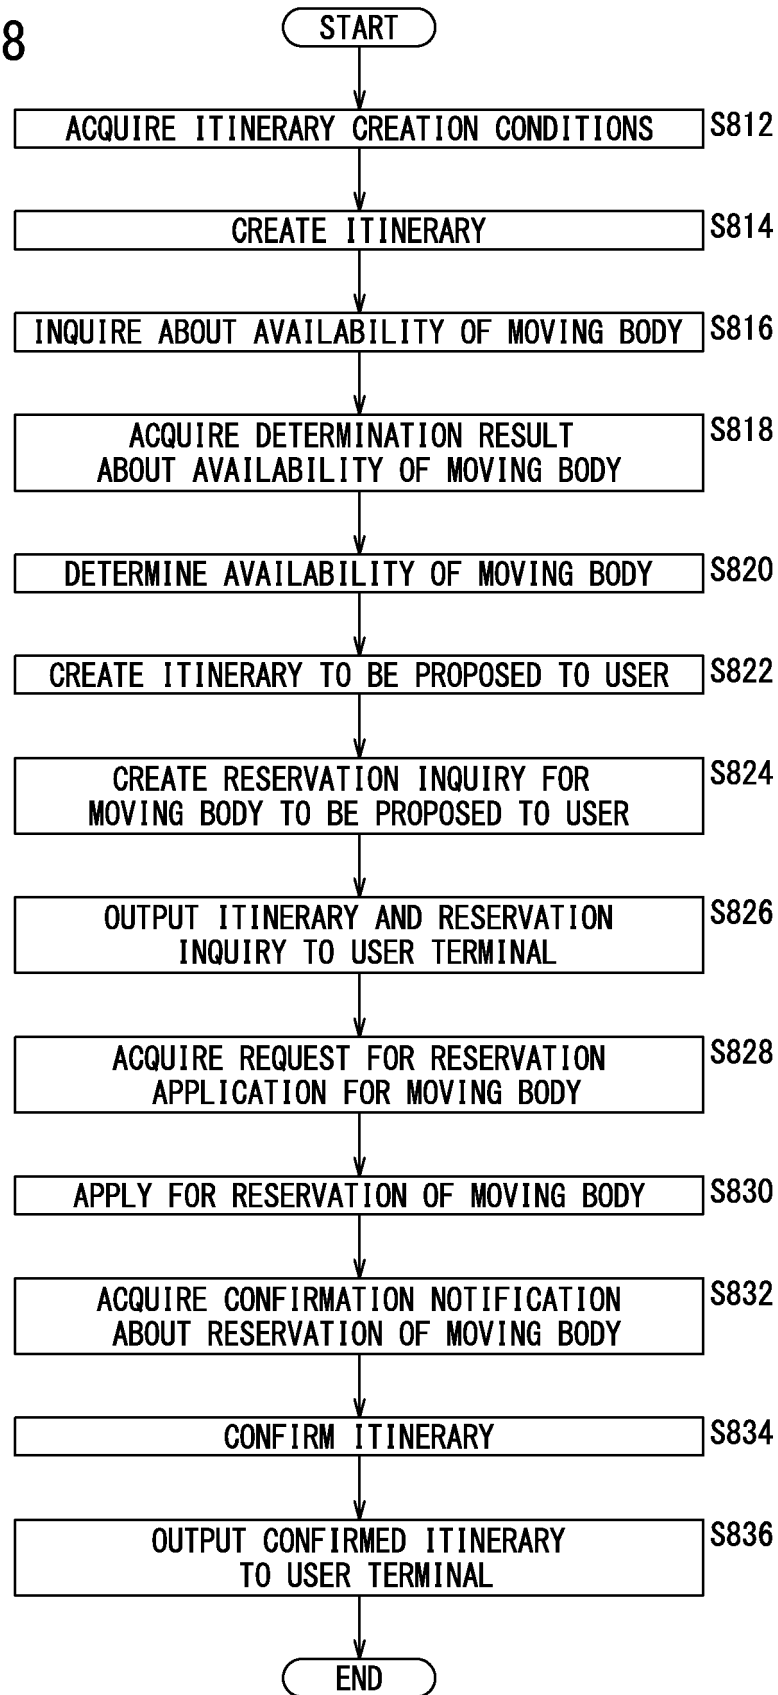 8
START
ACQUIRE ITINERARY CREATION CONDITIONS S812
CREATE ITINERARY S814
INQUIRE ABOUT AVAILABILITY OF MOVING BODY S816
ACQUIRE DETERMINATION RESULT S818
ABOUT AVAILABILITY OF MOVING BODY
DETERMINE AVAILABILITY OF MOVING BODY S820
CREATE ITINERARY TO BE PROPOSED TO USER S822
CREATE RESERVATION INQUIRY FOR S824
MOVING BODY TO BE PROPOSED TO USER
OUTPUT ITINERARY AND RESERVATION S826
INQUIRY TO USER TERMINAL
ACQUIRE REQUEST FOR RESERVATION S828
APPLICATION FOR MOVING BODY
APPLY FOR RESERVATION OF MOVING BODY S830
ACQUIRE CONFIRMATION NOTIFICATION S832
ABOUT RESERVATION OF MOVING BODY
CONFIRM ITINERARY S834
OUTPUT CONFIRMED ITINERARY S836
TO USER TERMINAL
END